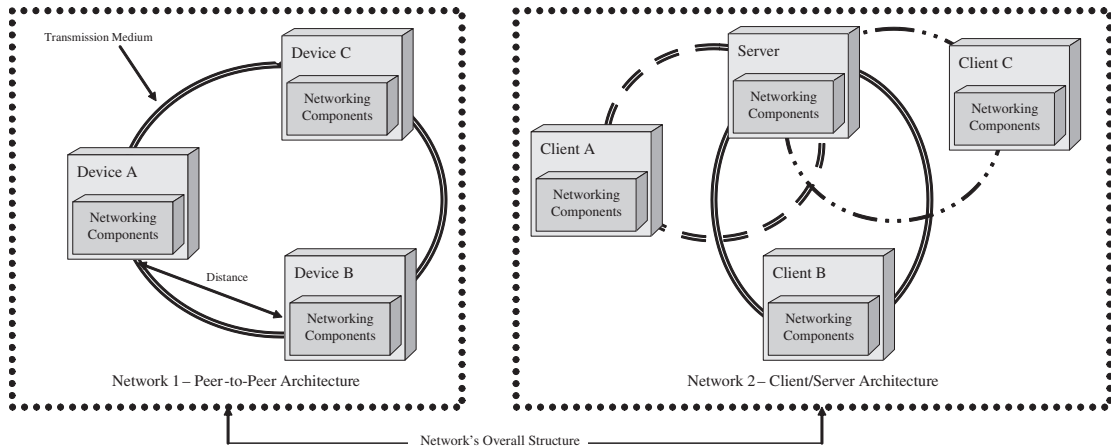 Transmission Medium
Device C
Networking
Components
Device A
Networking
Components
Distance
Device B
Networking
Components
Network 1 – Peer-to-Peer Architecture
Server
Networking
Components
Client C
Networking
Components
Client A
Networking
Components
Client B
Networking
Components
Network 2 – Client/Server Architecture
Network's Overall Structure